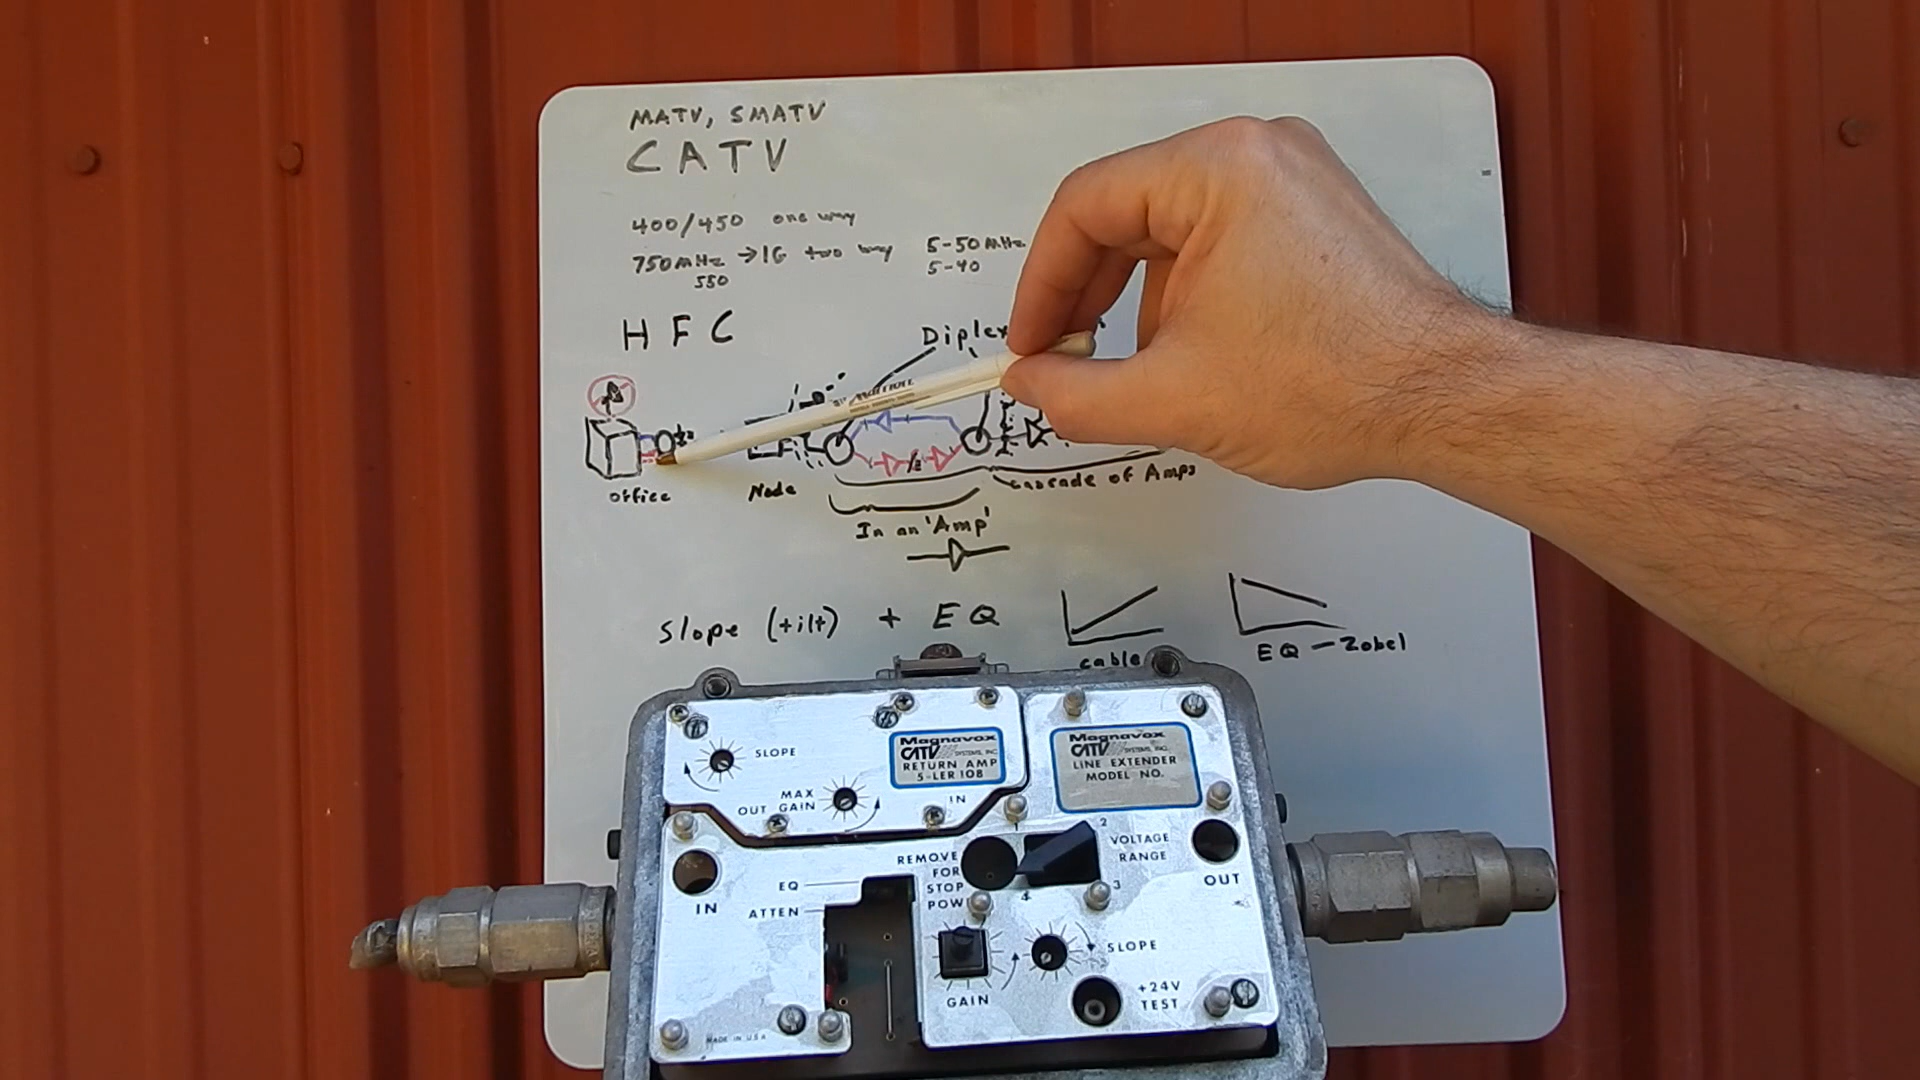 MATV, SMATV
CATV
400/450 one way
750MHz → 1G two way 5-50MHz
550 5-40
HFC
Diplex
Office
Node
Cascade of Amps
In an 'Amp'
Slope (tilt) + EQ
cable
EQ - Zobel
SLOPE
MAX
OUT GAIN
IN
Magnavox
CATV SYSTEMS, INC.
RETURN AMP
5-LER 108
Magnavox
CATV SYSTEMS, INC.
LINE EXTENDER
MODEL NO.
2
VOLTAGE
RANGE
1
3
4
REMOVE
FOR
STOP
POW
EQ
ATTEN
IN
OUT
GAIN
SLOPE
+24V
TEST
MADE IN U.S.A.